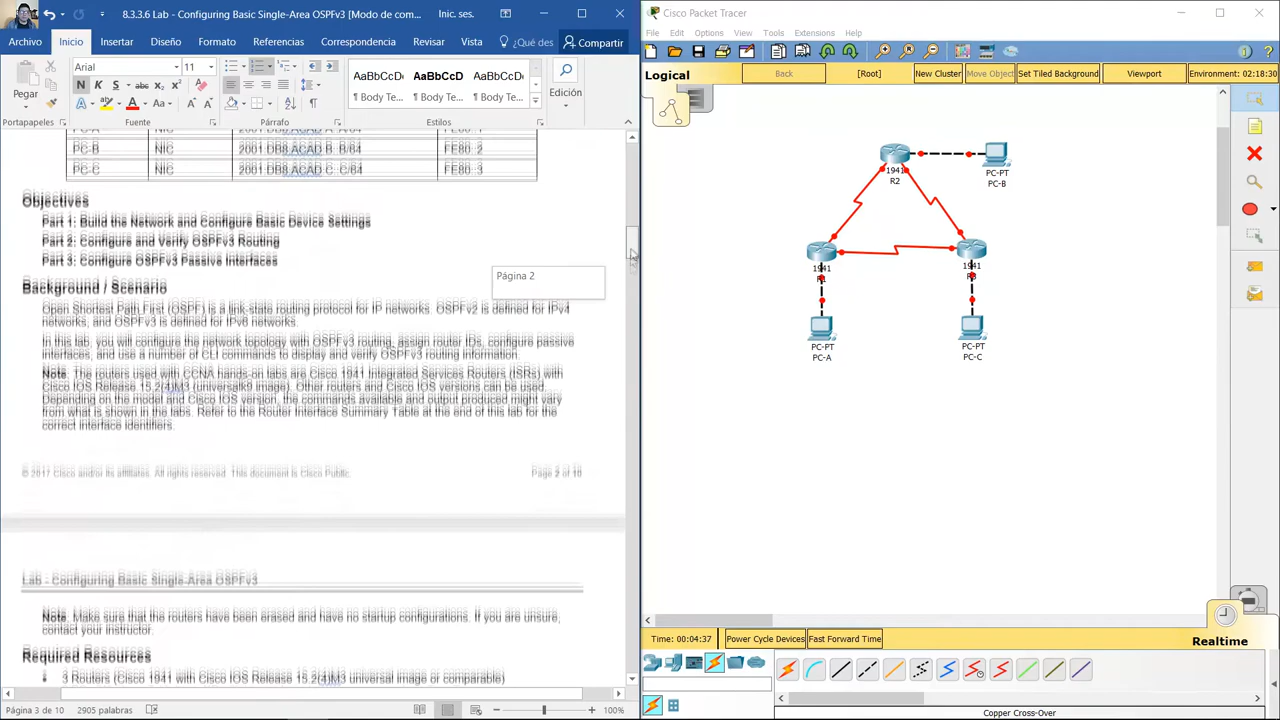 8.3.3.6 Lab - Configuring Basic Single-Area OSPFv3 [Mod
Inic. ses.
Archivo
Inicio
Diseño
Formato
Referencias
Correspondencia
Revisar
Vista
¿Qué des
Compartir
Pegar
Arial
11
N
K
S
abc
x₂
x²
Aa
AaBbCcD
AaBbCcD
AaBbCcD
¶ Body Te...
¶ Body Text
¶ Body Te...
Edición
Portapapeles
Fuente
Párrafo
Estilos
PC-A NIC 2001:DB8:ACAD:A::A/64 FE80::1
PC-B NIC 2001:DB8:ACAD:B::B/64 FE80::2
PC-C NIC 2001:DB8:ACAD:C::C/64 FE80::3
Objectives
Part 1: Build the Network and Configure Basic Device Settings
Part 2: Configure and Verify OSPFv3 Routing
Part 3: Configure OSPFv3 Passive Interfaces
Página 2
Background / Scenario
Open Shortest Path First (OSPF) is a link-state routing protocol for IP networks. OSPFv2 is defined for IPv4
networks, and OSPFv3 is defined for IPv6 networks.
In this lab, you will configure the network topology with OSPFv3 routing, assign router IDs, configure passive
interfaces, and use a number of CLI commands to display and verify OSPFv3 routing information.
Note: The routers used with CCNA hands-on labs are Cisco 1941 Integrated Services Routers (ISRs) with
Cisco IOS Release 15.2(4)M3 (universalk9 image). Other routers and Cisco IOS versions can be used.
Depending on the model and Cisco IOS version, the commands available and output produced might vary
from what is shown in the labs. Refer to the Router Interface Summary Table at the end of this lab for the
correct interface identifiers.
© 2017 Cisco and/or its affiliates. All rights reserved. This document is Cisco Public.
Page 2 of 10
Lab - Configuring Basic Single-Area OSPFv3
Note: Make sure that the routers have been erased and have no startup configurations. If you are unsure,
contact your instructor.
Required Resources
3 Routers (Cisco 1941 with Cisco IOS Release 15.2(4)M3 universal image or comparable)
Página 3 de 10
2905 palabras
100%
Cisco Packet Tracer
File Edit Options View Tools Extensions Help
Logical
Back
[Root]
New Cluster
Move Object
Set Tiled Background
Viewport
Environment: 02:18:30
1941
R2
PC-PT
PC-B
1941
R1
1941
R3
PC-PT
PC-A
PC-PT
PC-C
Time: 00:04:37
Power Cycle Devices
Fast Forward Time
Realtime
Copper Cross-Over